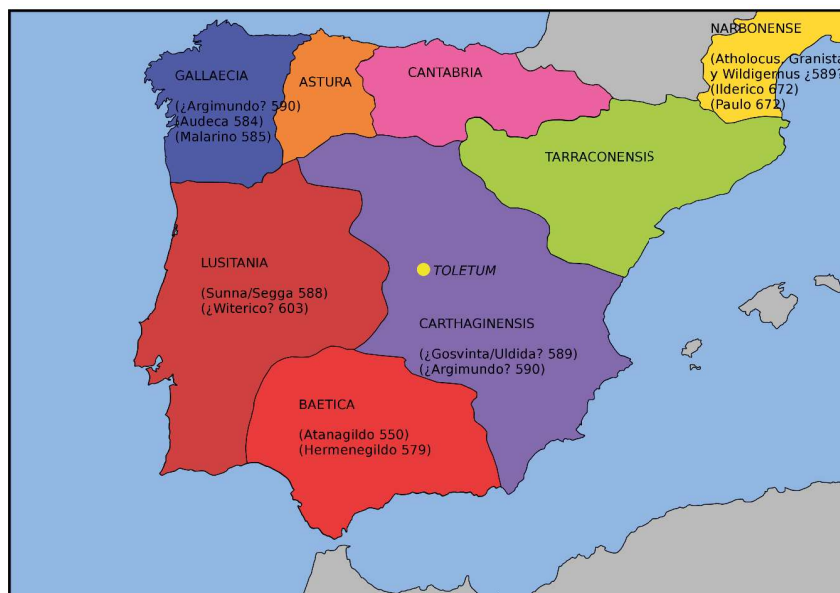 NARBONENSE
(Atholocus, Granista
y Wildigernus ¿589?
(Ilderico 672)
(Paulo 672)
GALLAECIA
(¿Argimundo? 590)
(Audeca 584)
(Malarino 585)
ASTURA
CANTABRIA
TARRACONENSIS
LUSITANIA
(Sunna/Segga 588)
(¿Witerico? 603)
TOLETUM
CARTHAGINENSIS
(¿Gosvinta/Uldida? 589)
(¿Argimundo? 590)
BAETICA
(Atanagildo 550)
(Hermenegildo 579)